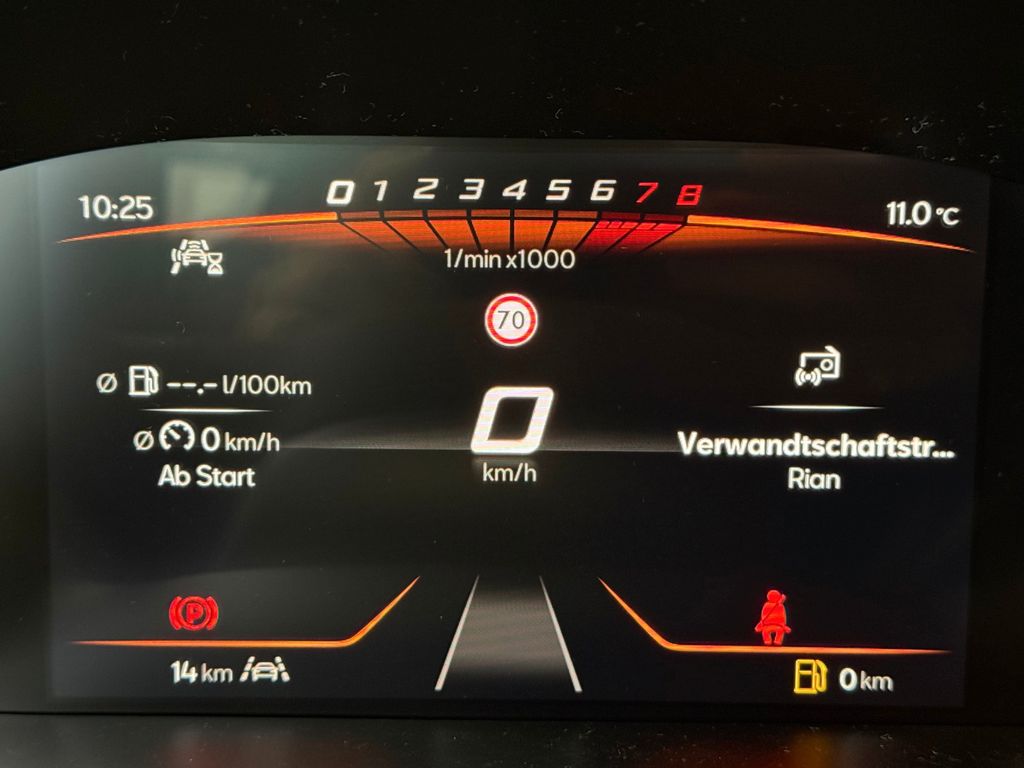 10:25
0 1 2 3 4 5 6 7 8
11.0 °C
1/min x1000
70
Ø --.- l/100km
Ø 0 km/h
Ab Start
0
km/h
Verwandtschaftstr...
Rian
P
14 km
0 km